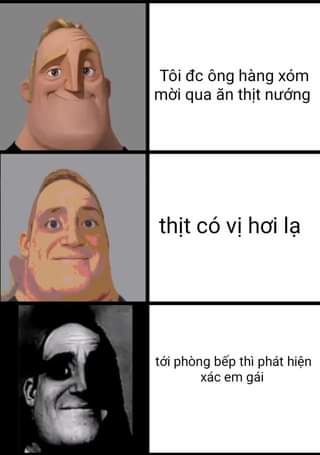 Tôi đc ông hàng xóm
mời qua ăn thịt nướng
thịt có vị hơi lạ
tới phòng bếp thì phát hiện
xác em gái